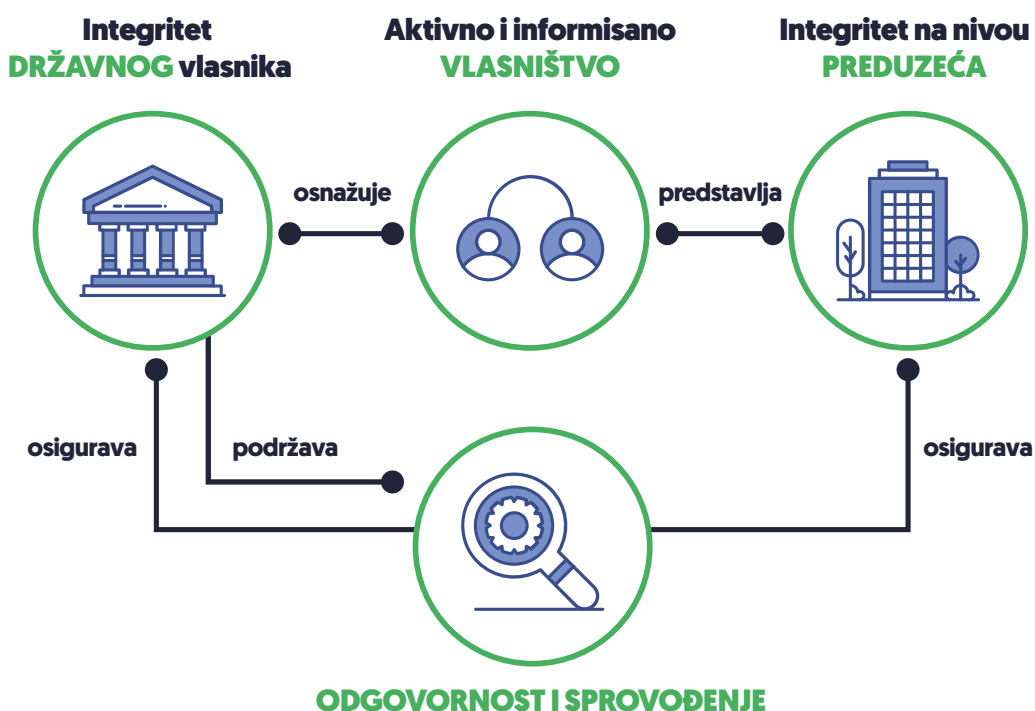 Integritet
DRŽAVNOG vlasnika
Aktivno i informisano
VLASNIŠTVO
Integritet na nivou
PREDUZEĆA
osnažuje
predstavlja
osigurava
podržava
osigurava
ODGOVORNOST I SPROVOĐENJE